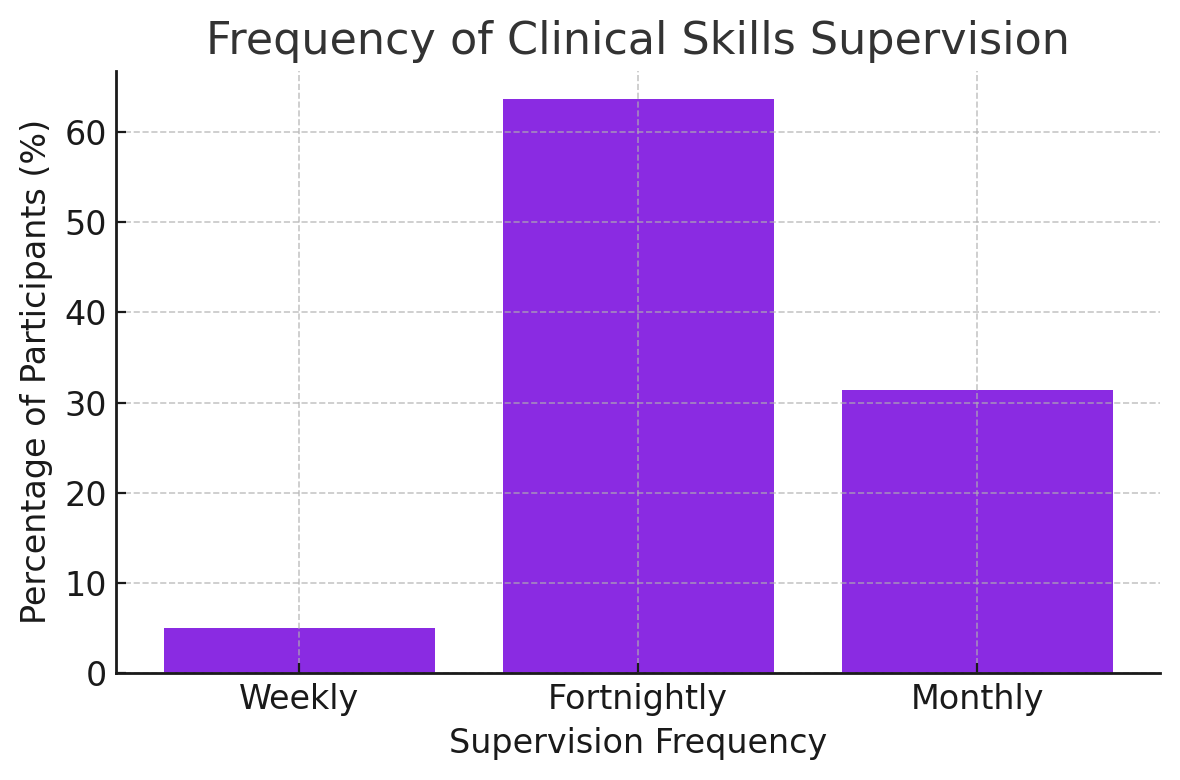 Frequency of Clinical Skills Supervision
Percentage of Participants (%)
60
50
40
30
20
10
0
Weekly Fortnightly Monthly
Supervision Frequency